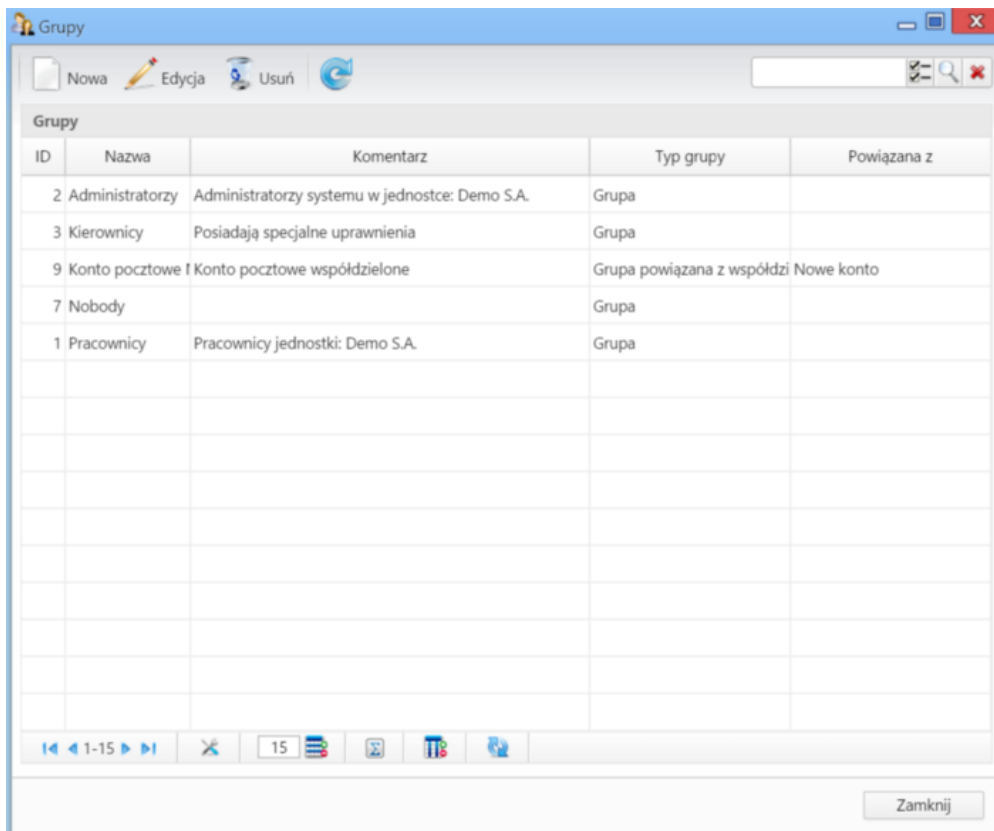 Grupy
Nowa Edycja Usuń
Grupy
ID Nazwa Komentarz Typ grupy Powiązana z
2 Administratorzy Administratorzy systemu w jednostce: Demo S.A. Grupa
3 Kierownicy Posiadają specjalne uprawnienia Grupa
9 Konto pocztowe Konto pocztowe współdzielone Grupa powiązana z współdzi Nowe konto
7 Nobody Grupa
1 Pracownicy Pracownicy jednostki: Demo S.A. Grupa
1-15 15
Zamknij